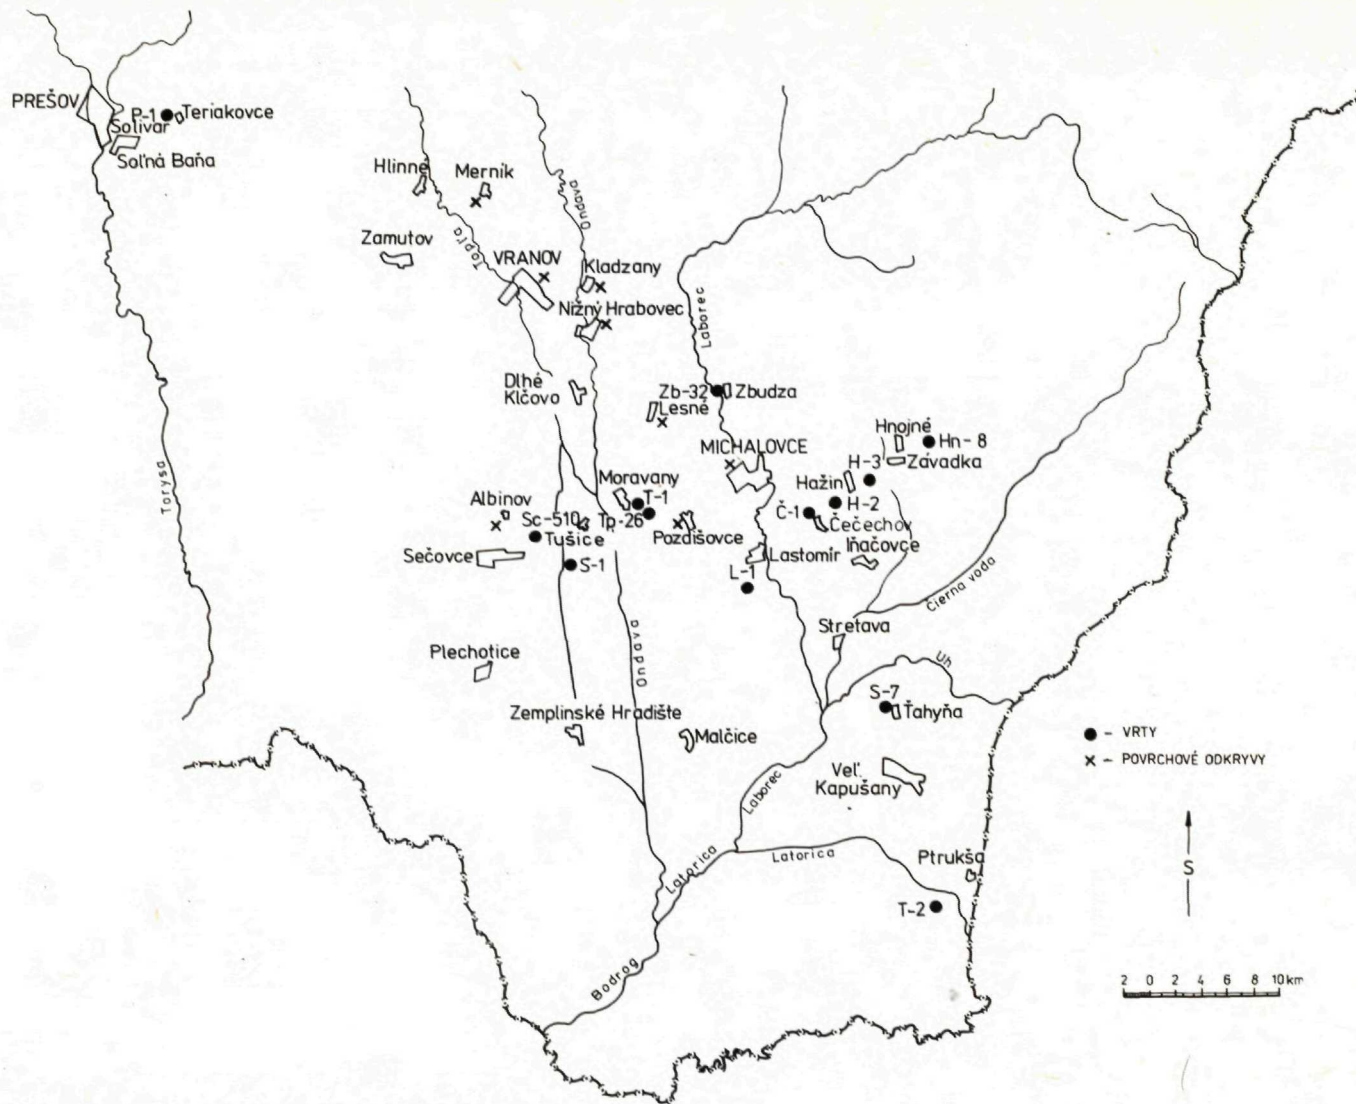 PREŠOV
P-1 Teriakovce
Solivar
Soľná Baňa
Hlinné
Merník
Ondava
Zamutov
Topľa
VRANOV
Kladzany
Nižný Hrabovec
Laborec
Dlhé
Klčovo
Zb-32 Zbudza
Lesné
Hnojné
Hn-8
MICHALOVCE
H-3 Závadka
Torysa
Moravany
Hažin
T-1
H-2
Albinov
Č-1
Sc-510 Tp-26
Čečechov
Tušice
Pozdišovce
Iňačovce
Sečovce
Lastomír
S-1
L-1
Čierna voda
Stretava
Ondava
Plechotice
Uh
S-7
Zemplinské Hradište
Ťahyňa
Malčice
● - VRTY
x - POVRCHOVÉ ODKRYVY
Veľ.
Kapušany
Laborec
Latorica
Latorica
Ptrukša
S
T-2
Bodrog
2 0 2 4 6 8 10 km